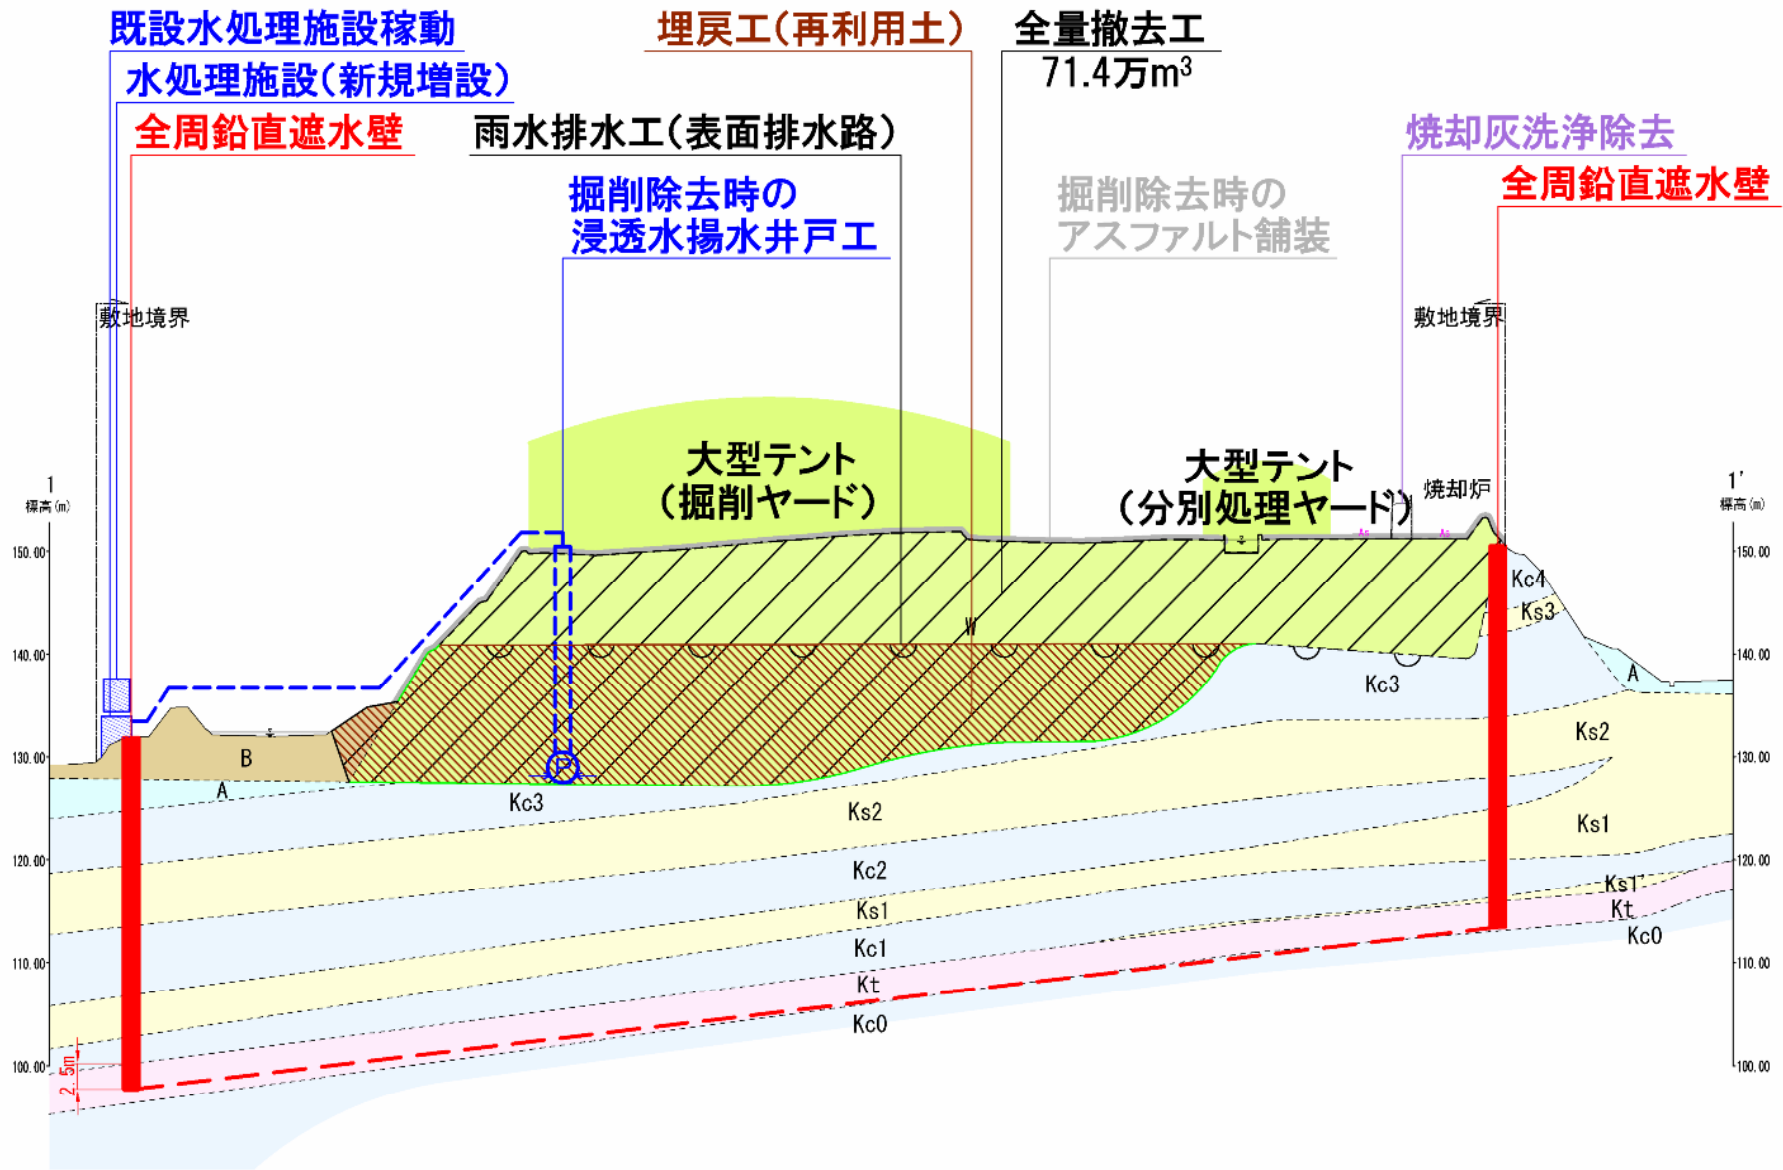 既設水処理施設稼動
水処理施設(新規増設)
全周鉛直遮水壁
埋戻工(再利用土)
全量撤去工
71.4万m³
雨水排水工(表面排水路)
焼却灰洗浄除去
全周鉛直遮水壁
掘削除去時の
浸透水揚水井戸工
掘削除去時の
アスファルト舗装
敷地境界
敷地境界
大型テント
(掘削ヤード)
大型テント
(分別処理ヤード)
焼却炉
1
標高(m)
1'
標高(m)
150.00
140.00
130.00
120.00
110.00
100.00
150.00
140.00
130.00
120.00
110.00
100.00
As
As
W
P
B
A
Kc3
Ks2
Kc2
Ks1
Kc1
Kt
Kc0
Kc4
Ks3
Kc3
A
Ks2
Ks1
Ks1'
Kt
Kc0
2.5m